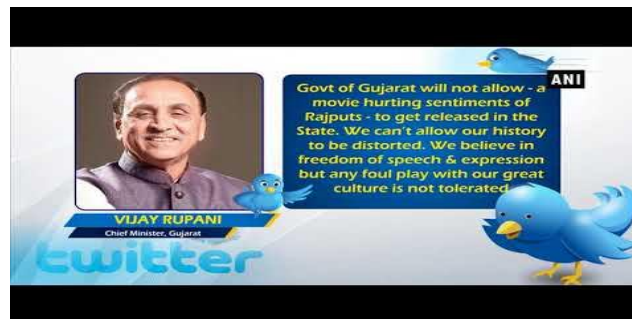 ANI
Govt of Gujarat will not allow - a
movie hurting sentiments of
Rajputs - to get released in the
State. We can't allow our history
to be distorted. We believe in
freedom of speech & expression
but any foul play with our great
culture is not tolerated
VIJAY RUPANI
Chief Minister, Gujarat
twitter